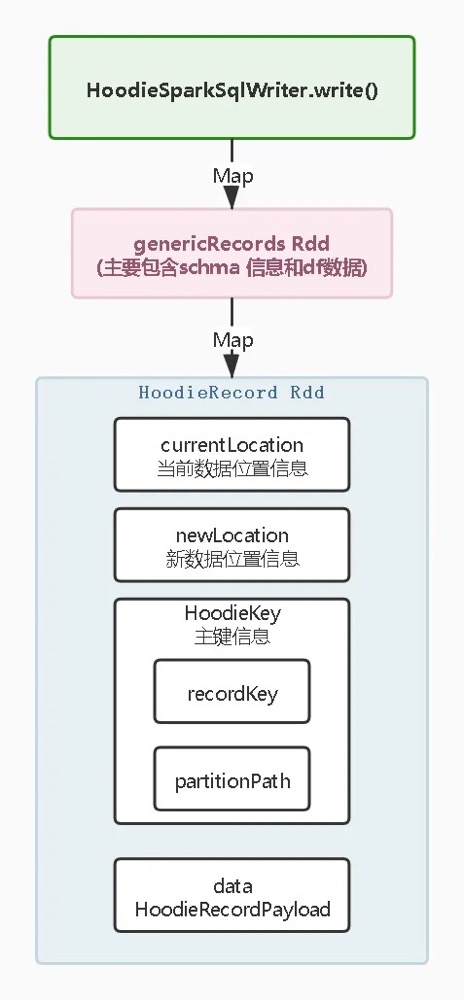 HoodieSparkSqlWriter.write()
Map
genericRecords Rdd
(主要包含schma 信息和df数据)
Map
HoodieRecord Rdd
currentLocation
当前数据位置信息
newLocation
新数据位置信息
HoodieKey
主键信息
recordKey
partitionPath
data
HoodieRecordPayload